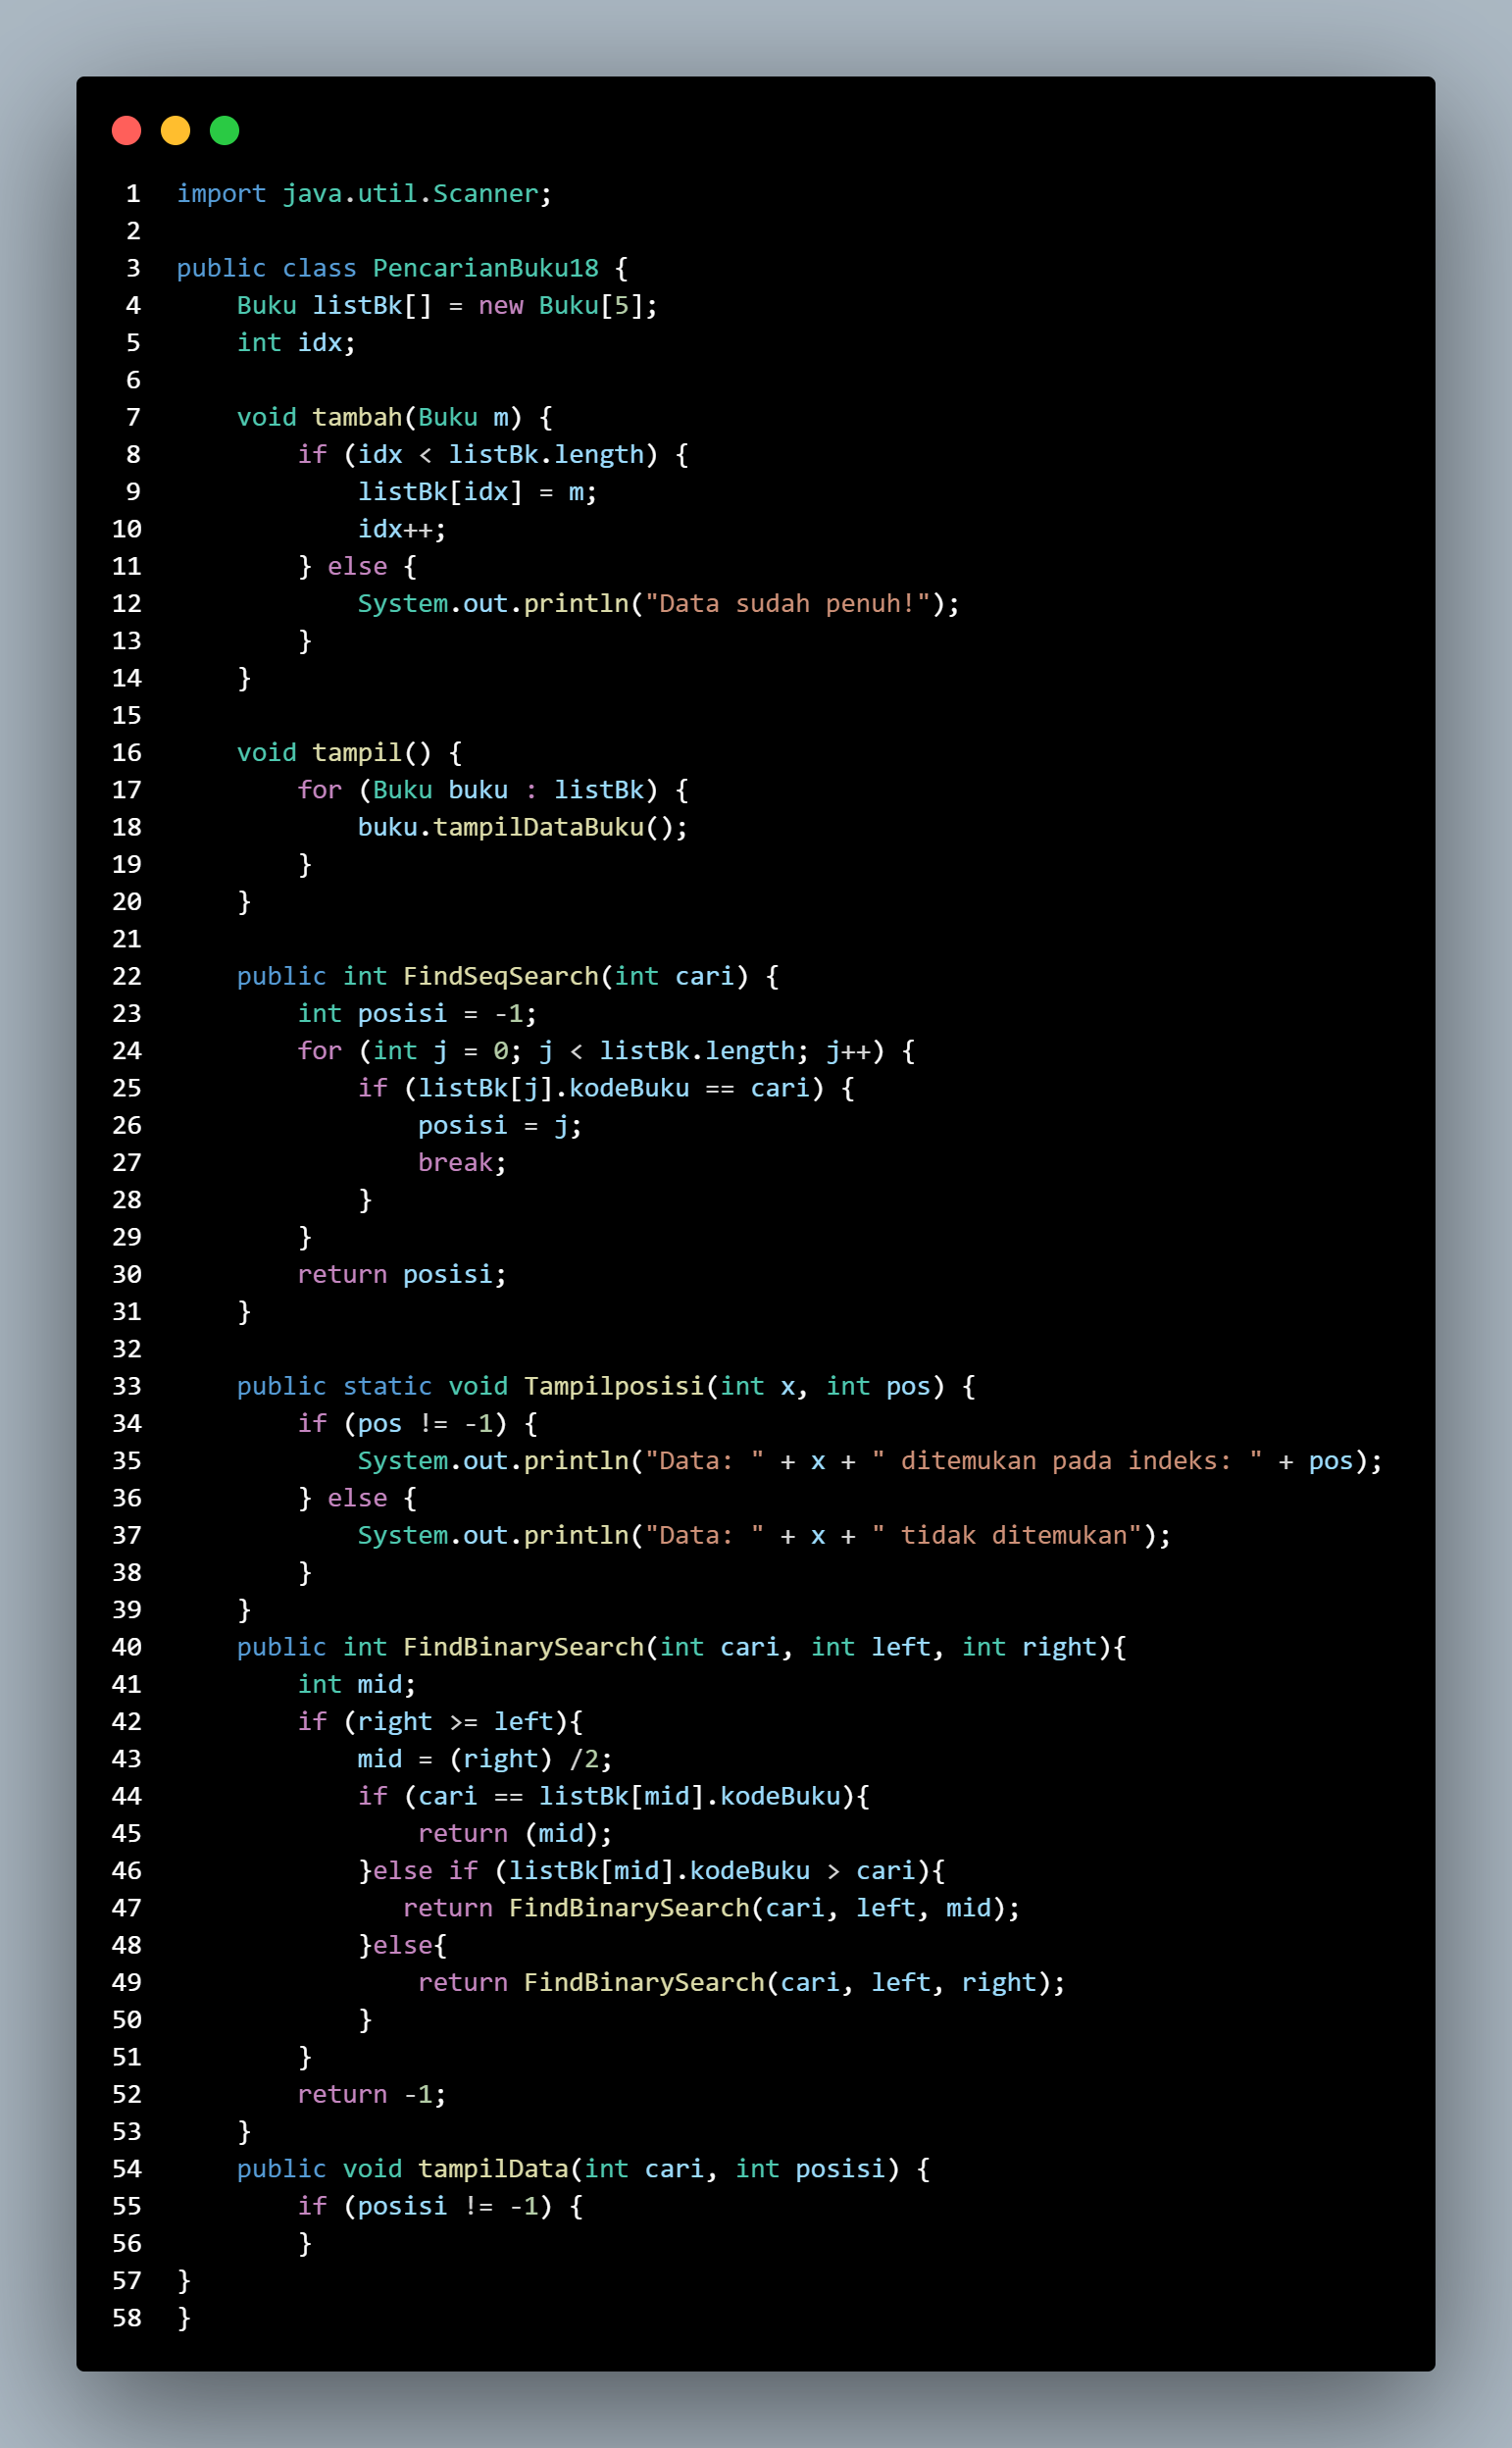 1 import java.util.Scanner;
2
3 public class PencarianBuku18 {
4     Buku listBk[] = new Buku[5];
5     int idx;
6
7     void tambah(Buku m) {
8         if (idx < listBk.length) {
9             listBk[idx] = m;
10             idx++;
11         } else {
12             System.out.println("Data sudah penuh!");
13         }
14     }
15
16     void tampil() {
17         for (Buku buku : listBk) {
18             buku.tampilDataBuku();
19         }
20     }
21
22     public int FindSeqSearch(int cari) {
23         int posisi = -1;
24         for (int j = 0; j < listBk.length; j++) {
25             if (listBk[j].kodeBuku == cari) {
26                 posisi = j;
27                 break;
28             }
29         }
30         return posisi;
31     }
32
33     public static void Tampilposisi(int x, int pos) {
34         if (pos != -1) {
35             System.out.println("Data: " + x + " ditemukan pada indeks: " + pos);
36         } else {
37             System.out.println("Data: " + x + " tidak ditemukan");
38         }
39     }
40     public int FindBinarySearch(int cari, int left, int right){
41         int mid;
42         if (right >= left){
43             mid = (right) /2;
44             if (cari == listBk[mid].kodeBuku){
45                 return (mid);
46             }else if (listBk[mid].kodeBuku > cari){
47                return FindBinarySearch(cari, left, mid);
48             }else{
49                 return FindBinarySearch(cari, left, right);
50             }
51         }
52         return -1;
53     }
54     public void tampilData(int cari, int posisi) {
55         if (posisi != -1) {
56         }
57 }
58 }